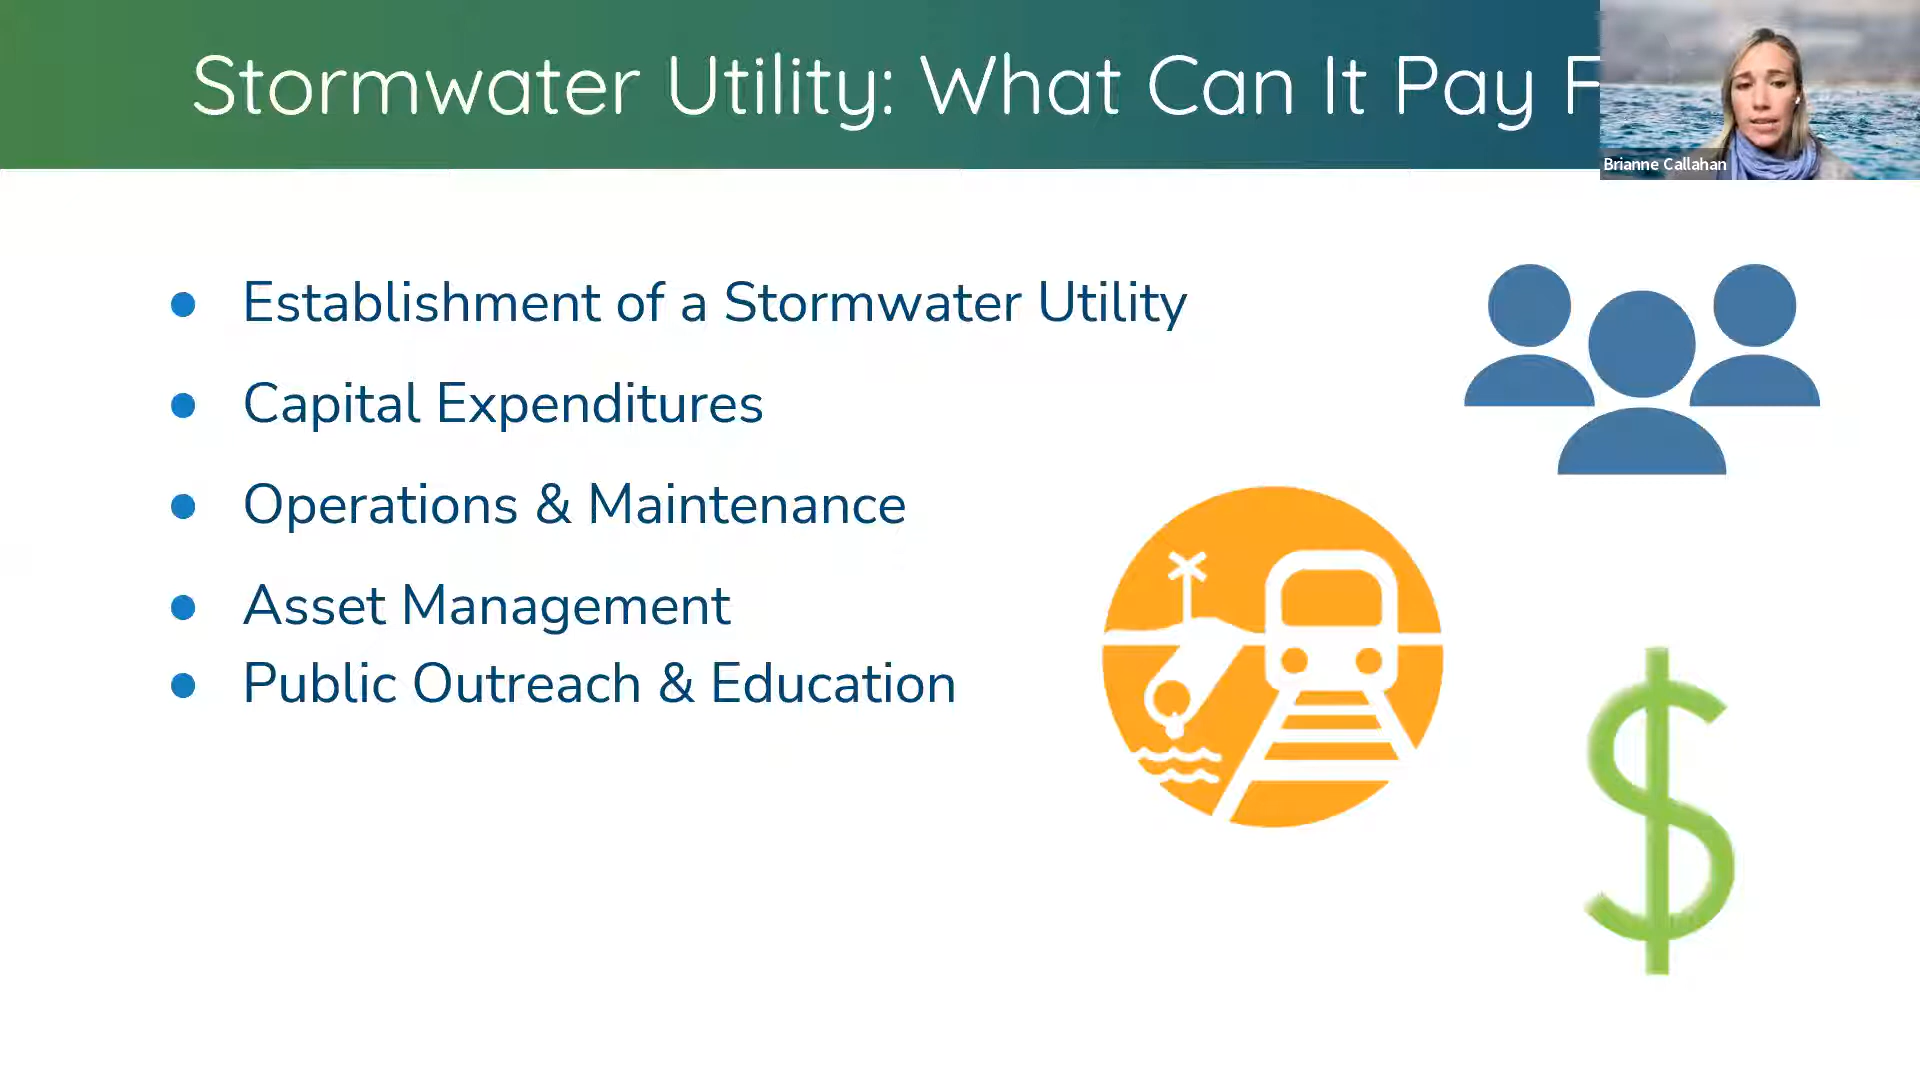 Stormwater Utility: What Can It Pay F
Brianne Callahan
Establishment of a Stormwater Utility
Capital Expenditures
Operations & Maintenance
Asset Management
Public Outreach & Education